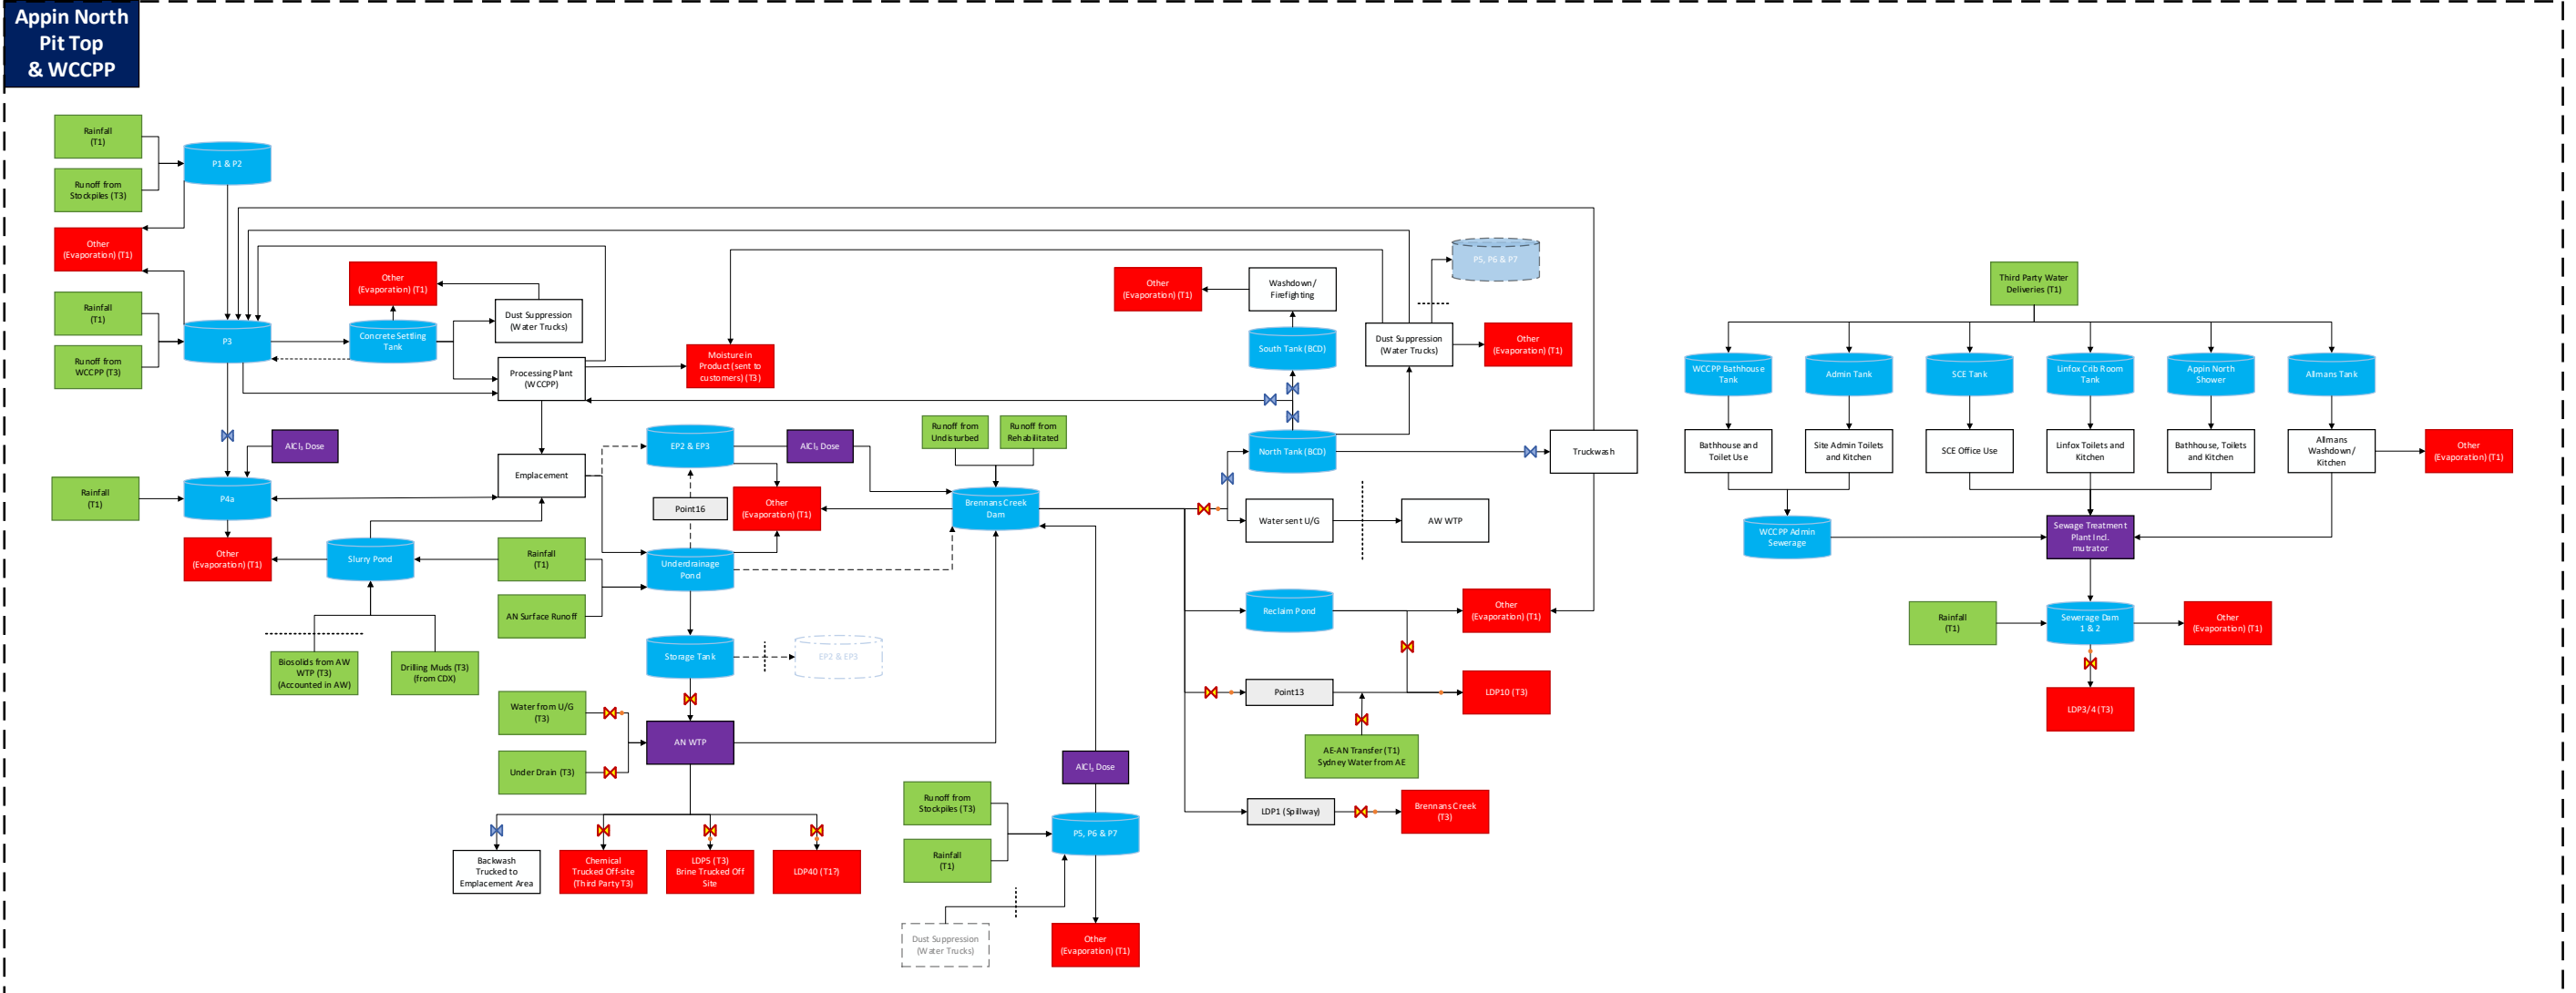 Appin North
Pit Top
& WCCPP
Rainfall
(T1)
Runoff from
Stockpiles (T3)
P1 & P2
Other
(Evaporation) (T1)
Rainfall
(T1)
Runoff from
WCCPP (T3)
P3
Other
(Evaporation) (T1)
Concrete Settling
Tank
Dust Suppression
(Water Trucks)
Processing Plant
(WCCPP)
Moisture in
Product (sent to
customers) (T3)
AlCl₃ Dose
Rainfall
(T1)
P4a
Other
(Evaporation) (T1)
Emplacement
Slurry Pond
Rainfall
(T1)
AN Surface Runoff
Biosolids from AW
WTP (T3)
(Accounted in AW)
Drilling Muds (T3)
(from CDX)
EP2 & EP3
AlCl₃ Dose
Point16
Other
(Evaporation) (T1)
Underdrainage
Pond
Storage Tank
EP2 & EP3
Water from U/G
(T3)
Under Drain (T3)
AN WTP
Backwash
Trucked to
Emplacement Area
Chemical
Trucked Off-site
(Third Party T3)
LDP5 (T3)
Brine Trucked Off
Site
LDP40 (T1?)
Runoff from
Undisturbed
Runoff from
Rehabilitated
Brennans Creek
Dam
AlCl₃ Dose
Runoff from
Stockpiles (T3)
Rainfall
(T1)
P5, P6 & P7
Dust Suppression
(Water Trucks)
Other
(Evaporation) (T1)
Other
(Evaporation) (T1)
Washdown/
Firefighting
South Tank (BCD)
North Tank (BCD)
Dust Suppression
(Water Trucks)
P5, P6 & P7
Other
(Evaporation) (T1)
Truckwash
Water sent U/G
AW WTP
Reclaim Pond
Other
(Evaporation) (T1)
Point13
LDP10 (T3)
AE-AN Transfer (T1)
Sydney Water from AE
LDP1 (Spillway)
Brennans Creek
(T3)
Third Party Water
Deliveries (T1)
WCCPP Bathhouse
Tank
Admin Tank
SCE Tank
Linfox Crib Room
Tank
Appin North
Shower
Allmans Tank
Bathhouse and
Toilet Use
Site Admin Toilets
and Kitchen
SCE Office Use
Linfox Toilets and
Kitchen
Bathhouse, Toilets
and Kitchen
Allmans
Washdown/
Kitchen
Other
(Evaporation) (T1)
WCCPP Admin
Sewerage
Sewage Treatment
Plant Incl.
mutrator
Rainfall
(T1)
Sewerage Dam
1 & 2
Other
(Evaporation) (T1)
LDP3/4 (T3)